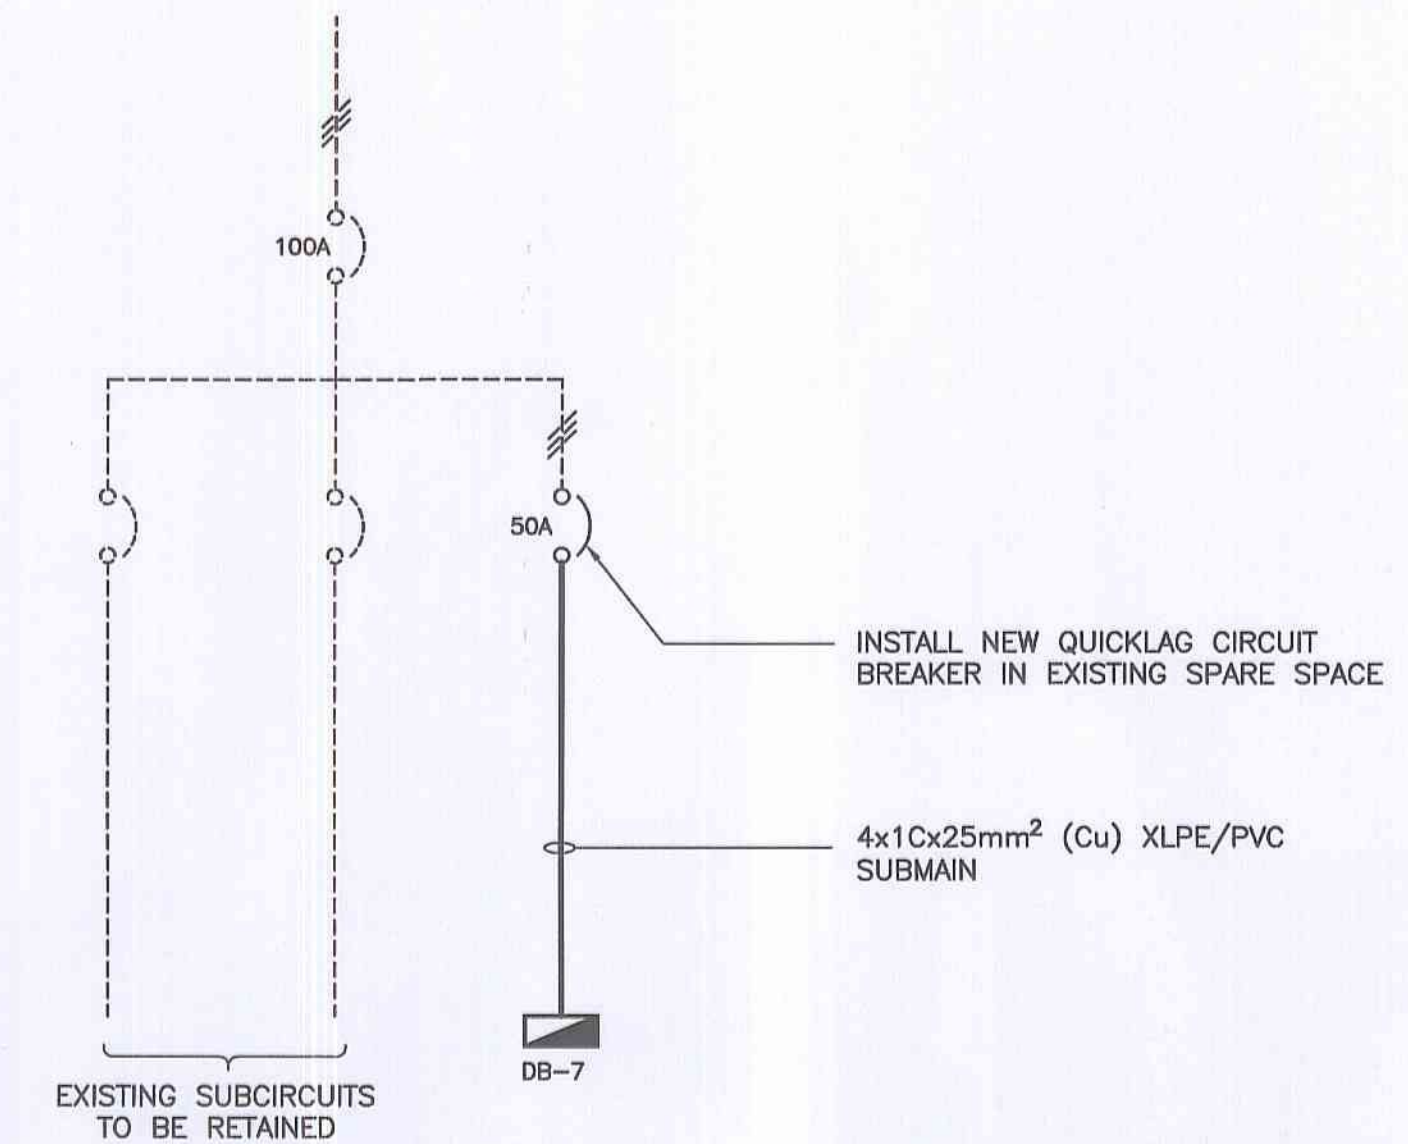 100A
50A
INSTALL NEW QUICKLAG CIRCUIT
BREAKER IN EXISTING SPARE SPACE
4x1Cx25mm² (Cu) XLPE/PVC
SUBMAIN
DB-7
EXISTING SUBCIRCUITS
TO BE RETAINED